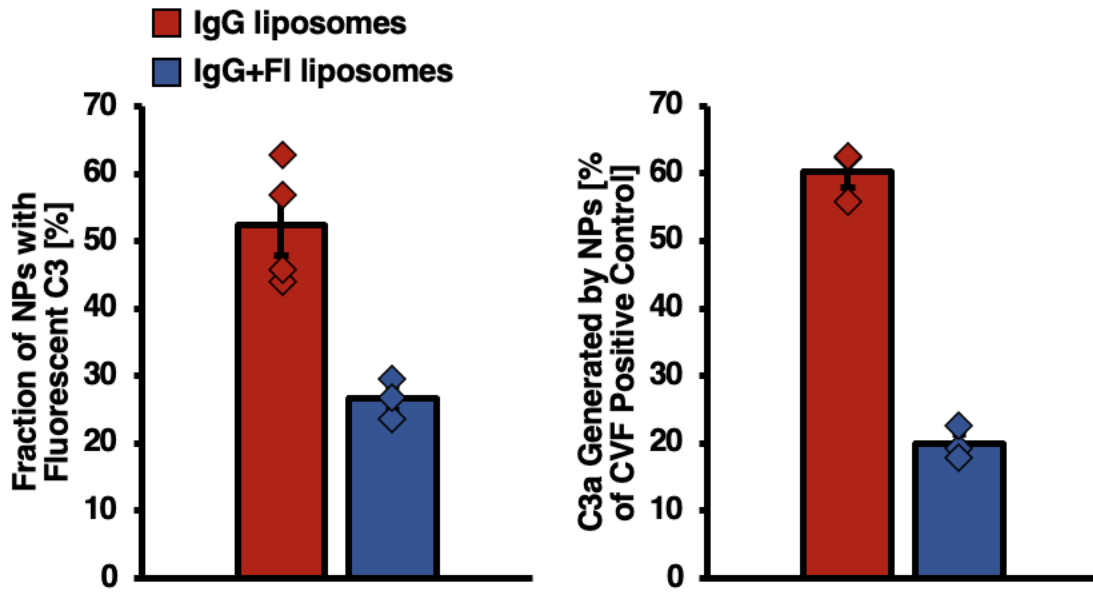 IgG liposomes
IgG+FI liposomes
Fraction of NPs with
Fluorescent C3 [%]
70
60
50
40
30
20
10
0
C3a Generated by NPs [%
of CVF Positive Control]
70
60
50
40
30
20
10
0